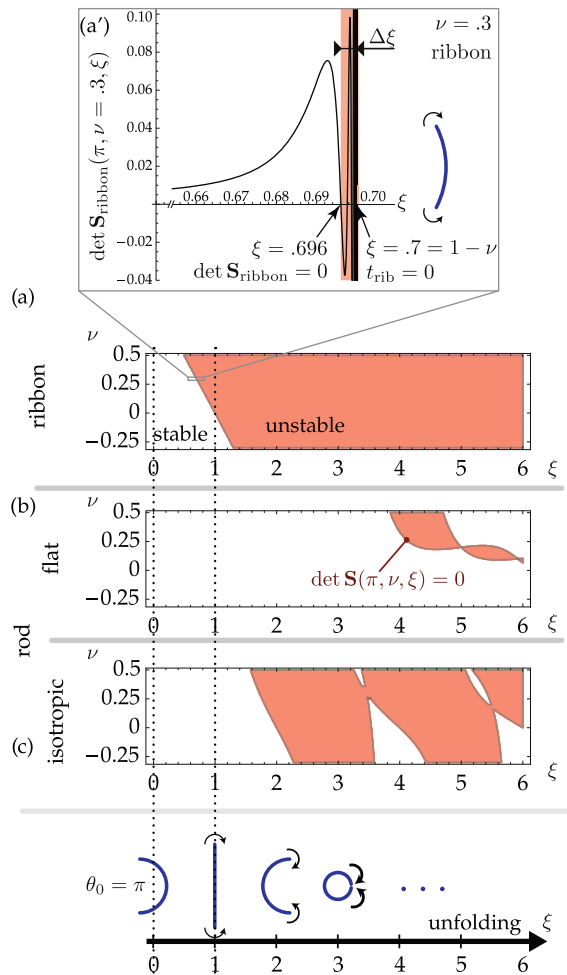 (a')
ν = .3
ribbon
Δξ
det S_ribbon(π, ν = .3, ξ)
0.10
0.08
0.06
0.04
0.02
0.00
−0.02
−0.04
0.66 0.67 0.68 0.69 0.70 ξ
ξ = .696 ξ = .7 = 1 − ν
det S_ribbon = 0 t_rib = 0
(a)
ribbon
ν
0.5
0.25
0
−0.25
stable unstable
0 1 2 3 4 5 6 ξ
(b)
rod
flat
ν
0.5
0.25
0
−0.25
det S(π, ν, ξ) = 0
0 1 2 3 4 5 6 ξ
(c)
isotropic
ν
0.5
0.25
0
−0.25
0 1 2 3 4 5 6 ξ
θ₀ = π
. . .
unfolding ξ
0 1 2 3 4 5 6